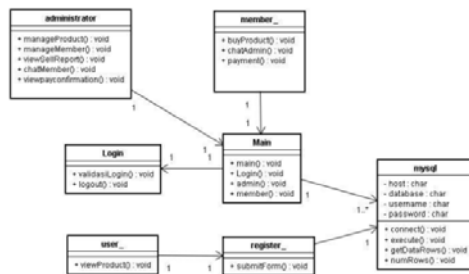 administrator
+ manageProduct() : void
+ manageMember() : void
+ viewSellReport() : void
+ chatMember() : void
+ viewpayconfirmation() : void
member_
+ buyProduct() : void
+ chatAdmin() : void
+ payment() : void
1
1
1
1
Login
+ validasiLogin() : void
+ logout() : void
1
1
Main
+ main() : void
+ Login() : void
+ admin() : void
+ member() : void
1
1..*
mysql
- host : char
- database : char
- username : char
- password : char
+ connect() : void
+ execute() : void
+ getDataRows() : void
+ numRows() : void
user_
+ viewProduct() : void
1
1
register_
+ submitForm() : void
1
1